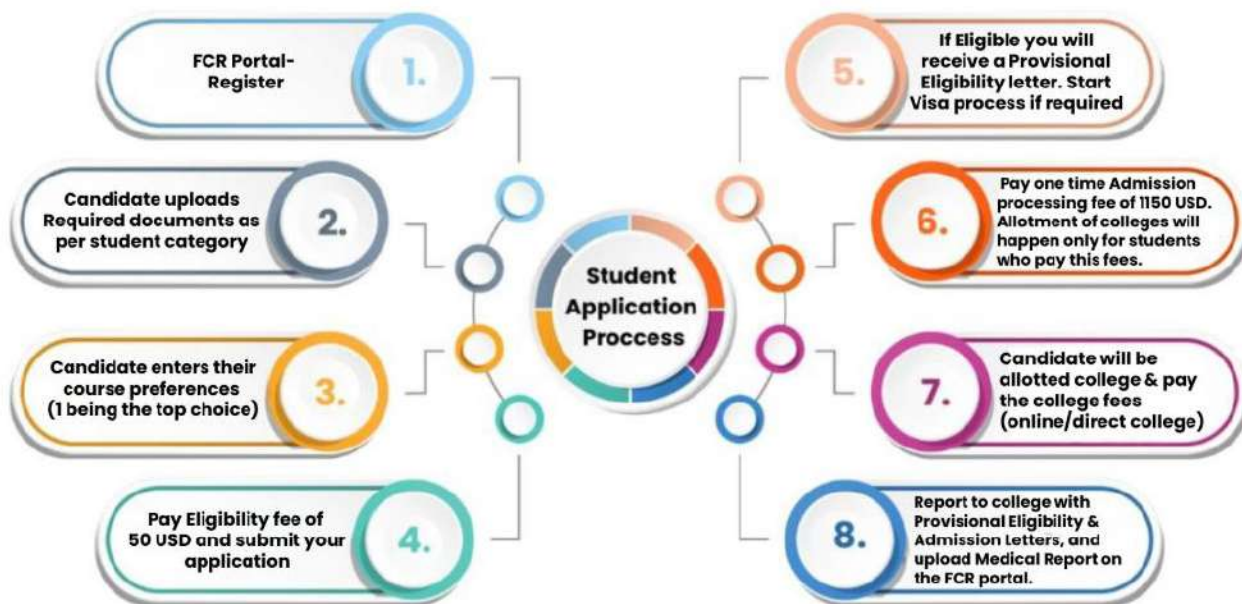 FCR Portal-
Register
1.
Candidate uploads
Required documents as
per student category
2.
Candidate enters their
course preferences
(1 being the top choice)
3.
Pay Eligibility fee of
50 USD and submit your
application
4.
Student
Application
Proccess
5.
If Eligible you will
receive a Provisional
Eligibility letter. Start
Visa process if required
6.
Pay one time Admission
processing fee of 1150 USD.
Allotment of colleges will
happen only for students
who pay this fees.
7.
Candidate will be
allotted college & pay
the college fees
(online/direct college)
8.
Report to college with
Provisional Eligibility &
Admission Letters, and
upload Medical Report on
the FCR portal.